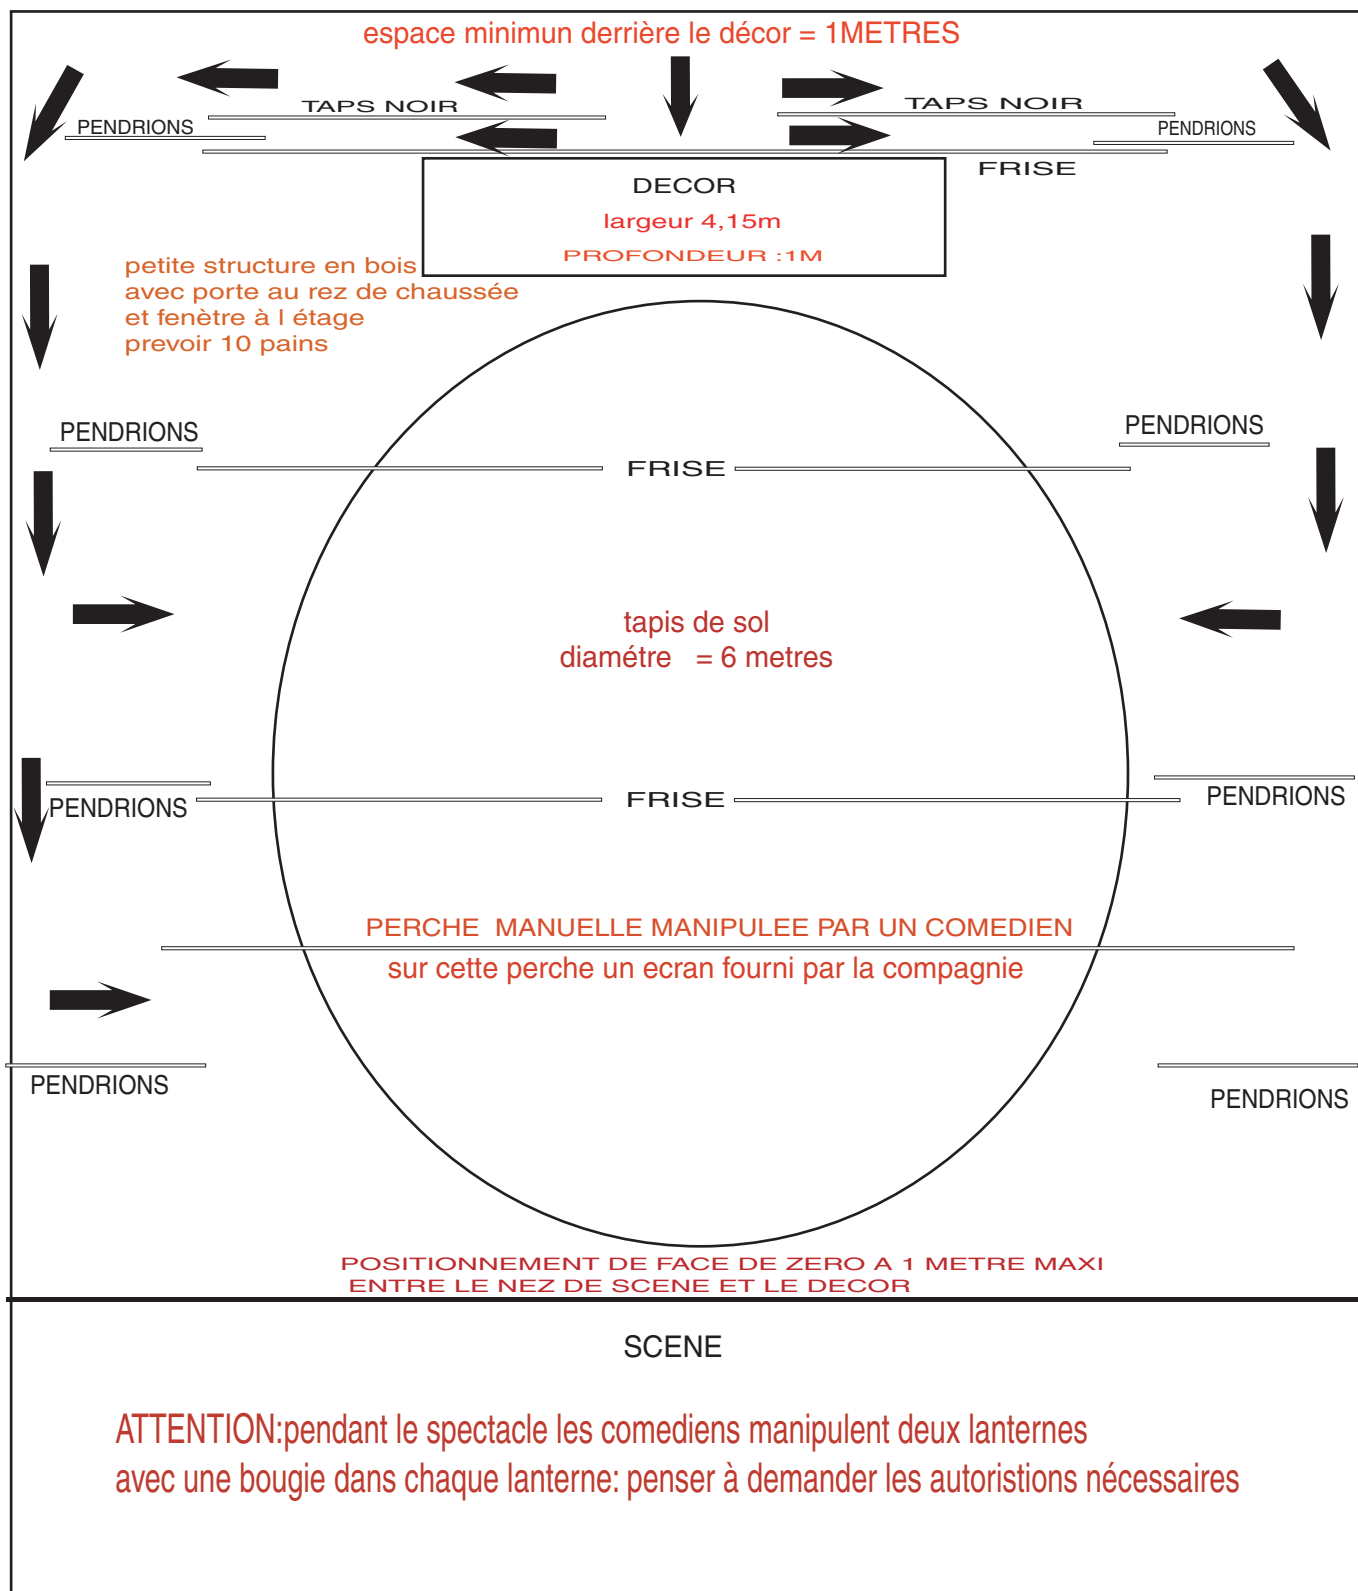 espace minimun derrière le décor = 1METRES
TAPS NOIR
TAPS NOIR
PENDRIONS
PENDRIONS
FRISE
DECOR
largeur 4,15m
PROFONDEUR :1M
petite structure en bois
avec porte au rez de chaussée
et fenètre à l étage
prevoir 10 pains
PENDRIONS
PENDRIONS
FRISE
tapis de sol
diamétre = 6 metres
PENDRIONS
FRISE
PENDRIONS
PERCHE MANUELLE MANIPULEE PAR UN COMEDIEN
sur cette perche un ecran fourni par la compagnie
PENDRIONS
PENDRIONS
POSITIONNEMENT DE FACE DE ZERO A 1 METRE MAXI
ENTRE LE NEZ DE SCENE ET LE DECOR
SCENE
ATTENTION:pendant le spectacle les comediens manipulent deux lanternes
avec une bougie dans chaque lanterne: penser à demander les autoristions nécessaires